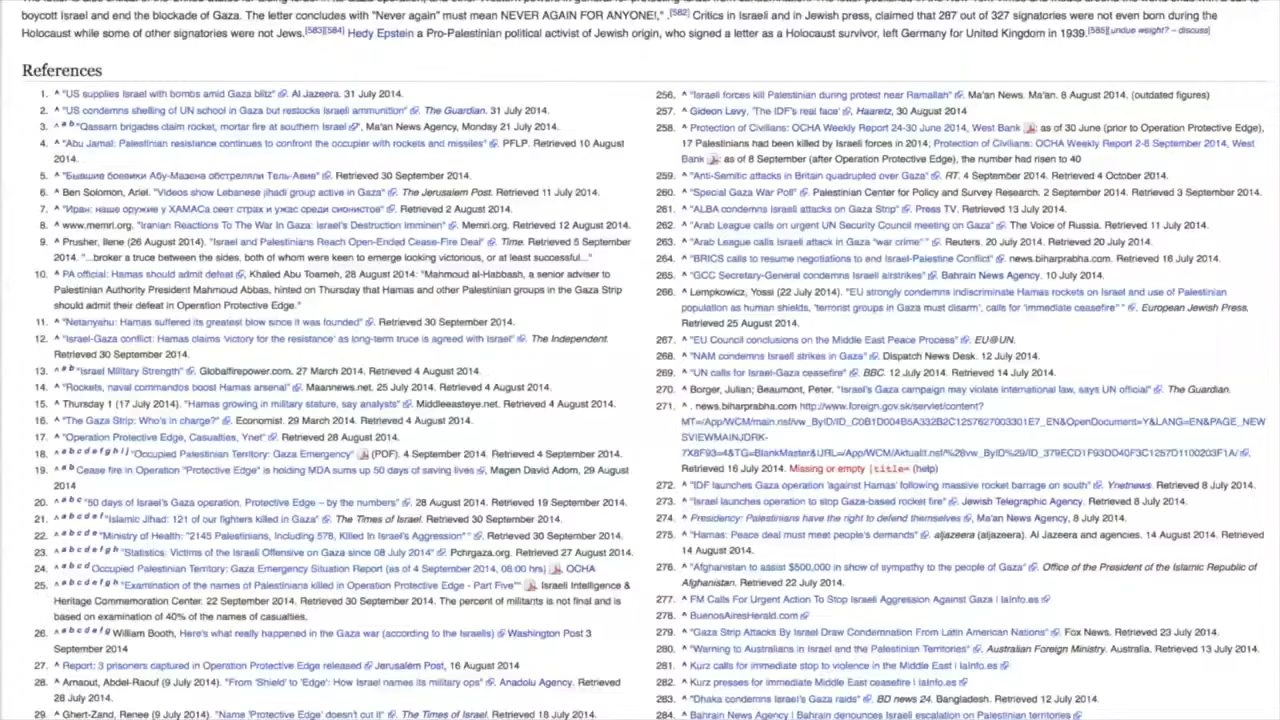 boycott Israel and end the blockade of Gaza. The letter concludes with "Never again" must mean NEVER AGAIN FOR ANYONE!," .[582] Critics in Israeli and in Jewish press, claimed that 287 out of 327 signatories were not even born during the
Holocaust while some of other signatories were not Jews.[583][584] Hedy Epstein a Pro-Palestinian political activist of Jewish origin, who signed a letter as a Holocaust survivor, left Germany for United Kingdom in 1939.[585][undue weight? – discuss]
References
1. ^ "US supplies Israel with bombs amid Gaza blitz". Al Jazeera. 31 July 2014.
2. ^ "US condemns shelling of UN school in Gaza but restocks Israeli ammunition". The Guardian. 31 July 2014.
3. ^ a b "Qassam brigades claim rocket, mortar fire at southern Israel, Ma'an News Agency, Monday 21 July 2014.
4. ^ "Abu Jamal: Palestinian resistance continues to confront the occupier with rockets and missiles". PFLP. Retrieved 10 August
2014.
5. ^ "Бывшие боевики Абу-Мазена обстреляли Тель-Авив". Retrieved 30 September 2014.
6. ^ Ben Solomon, Ariel. "Videos show Lebanese jihadi group active in Gaza". The Jerusalem Post. Retrieved 11 July 2014.
7. ^ "Иран: наше оружие у ХАМАСа сеет страх и ужас среди сионистов". Retrieved 2 August 2014.
8. ^ www.memri.org. "Iranian Reactions To The War In Gaza: Israel's Destruction Imminent". Memri.org. Retrieved 12 August 2014.
9. ^ Prusher, Ilene (26 August 2014). "Israel and Palestinians Reach Open-Ended Cease-Fire Deal". Time. Retrieved 5 September
2014. "...broker a truce between the sides, both of whom were keen to emerge looking victorious, or at least successful..."
10. ^ PA official: Hamas should admit defeat, Khaled Abu Toameh, 28 August 2014: "Mahmoud al-Habbash, a senior adviser to
Palestinian Authority President Mahmoud Abbas, hinted on Thursday that Hamas and other Palestinian groups in the Gaza Strip
should admit their defeat in Operation Protective Edge."
11. ^ "Netanyahu: Hamas suffered its greatest blow since it was founded". Retrieved 30 September 2014.
12. ^ "Israel-Gaza conflict: Hamas claims 'victory for the resistance' as long-term truce is agreed with Israel". The Independent.
Retrieved 30 September 2014.
13. ^ a b "Israel Military Strength". Globalfirepower.com. 27 March 2014. Retrieved 4 August 2014.
14. ^ "Rockets, naval commandos boost Hamas arsenal". Maannews.net. 25 July 2014. Retrieved 4 August 2014.
15. ^ Thursday 1 (17 July 2014). "Hamas growing in military stature, say analysts". Middleeasteye.net. Retrieved 4 August 2014.
16. ^ "The Gaza Strip: Who's in charge?". Economist. 29 March 2014. Retrieved 4 August 2014.
17. ^ "Operation Protective Edge, Casualties, Ynet". Retrieved 28 August 2014.
18. ^ a b c d e f g h i j "Occupied Palestinian Territory: Gaza Emergency" (PDF). 4 September 2014. Retrieved 4 September 2014.
19. ^ a b Cease fire in Operation "Protective Edge" is holding MDA sums up 50 days of saving lives, Magen David Adom, 29 August
2014
20. ^ a b c "50 days of Israel's Gaza operation, Protective Edge – by the numbers". 28 August 2014. Retrieved 19 September 2014.
21. ^ a b c d e f "Islamic Jihad: 121 of our fighters killed in Gaza". The Times of Israel. Retrieved 30 September 2014.
22. ^ a b c d e "Ministry of Health: "2145 Palestinians, Including 578, Killed In Israel's Aggression" ". Retrieved 30 September 2014.
23. ^ a b c d e f g h "Statistics: Victims of the Israeli Offensive on Gaza since 08 July 2014". Pchrgaza.org. Retrieved 27 August 2014.
24. ^ a b c d Occupied Palestinian Territory: Gaza Emergency Situation Report (as of 4 September 2014, 08:00 hrs), OCHA
25. ^ a b c d e f g h "Examination of the names of Palestinians killed in Operation Protective Edge - Part Five"". Israeli Intelligence &
Heritage Commemoration Center. 22 September 2014. Retrieved 30 September 2014. The percent of militants is not final and is
based on examination of 40% of the names of casualties.
26. ^ a b c d e f g William Booth, Here's what really happened in the Gaza war (according to the Israelis) Washington Post 3
September 2014
27. ^ Report: 3 prisoners captured in Operation Protective Edge released Jerusalem Post, 16 August 2014
28. ^ Arnaout, Abdel-Raouf (9 July 2014). "From 'Shield' to 'Edge': How Israel names its military ops". Anadolu Agency. Retrieved
28 July 2014.
29. ^ Ghert-Zand, Renee (9 July 2014). "Name 'Protective Edge' doesn't cut it". The Times of Israel. Retrieved 18 July 2014.
256. ^ "Israeli forces kill Palestinian during protest near Ramallah". Ma'an News. Ma'an. 8 August 2014. (outdated figures)
257. ^ Gideon Levy, 'The IDF's real face', Haaretz, 30 August 2014
258. ^ Protection of Civilians: OCHA Weekly Report 24-30 June 2014, West Bank as of 30 June (prior to Operation Protective Edge),
17 Palestinians had been killed by Israeli forces in 2014; Protection of Civilians: OCHA Weekly Report 2-8 September 2014, West
Bank as of 8 September (after Operation Protective Edge), the number had risen to 40
259. ^ "Anti-Semitic attacks in Britain quadrupled over Gaza". RT. 4 September 2014. Retrieved 4 October 2014.
260. ^ "Special Gaza War Poll". Palestinian Center for Policy and Survey Research. 2 September 2014. Retrieved 3 September 2014.
261. ^ "ALBA condemns Israeli attacks on Gaza Strip". Press TV. Retrieved 13 July 2014.
262. ^ "Arab League calls on urgent UN Security Council meeting on Gaza". The Voice of Russia. Retrieved 11 July 2014.
263. ^ "Arab League calls Israeli attack in Gaza "war crime" ". Reuters. 20 July 2014. Retrieved 20 July 2014.
264. ^ "BRICS calls to resume negotiations to end Israel-Palestine Conflict". news.biharprabha.com. Retrieved 16 July 2014.
265. ^ "GCC Secretary-General condemns Israeli airstrikes". Bahrain News Agency. 10 July 2014.
266. ^ Lempkowicz, Yossi (22 July 2014). "EU strongly condemns indiscriminate Hamas rockets on Israel and use of Palestinian
population as human shields, 'terrorist groups in Gaza must disarm', calls for 'immediate ceasefire'" ". European Jewish Press.
Retrieved 25 August 2014.
267. ^ "EU Council conclusions on the Middle East Peace Process". EU@UN.
268. ^ "NAM condemns Israeli strikes in Gaza". Dispatch News Desk. 12 July 2014.
269. ^ "UN calls for Israel-Gaza ceasefire". BBC. 12 July 2014. Retrieved 14 July 2014.
270. ^ Borger, Julian; Beaumont, Peter. "Israel's Gaza campaign may violate international law, says UN official". The Guardian.
271. ^ . news.biharprabha.com http://www.foreign.gov.sk/servlet/content?
Retrieved 16 July 2014. Missing or empty |title= (help)
272. ^ "IDF launches Gaza operation 'against Hamas' following massive rocket barrage on south". Ynetnews. Retrieved 8 July 2014.
273. ^ "Israel launches operation to stop Gaza-based rocket fire". Jewish Telegraphic Agency. Retrieved 8 July 2014.
274. ^ Presidency: Palestinians have the right to defend themselves, Ma'an News Agency, 8 July 2014.
275. ^ "Hamas: Peace deal must meet people's demands". aljazeera (aljazeera). Al Jazeera and agencies. 14 August 2014. Retrieved
14 August 2014.
276. ^ "Afghanistan to assist $500,000 in show of sympathy to the people of Gaza". Office of the President of the Islamic Republic of
Afghanistan. Retrieved 22 July 2014.
277. ^ FM Calls For Urgent Action To Stop Israeli Aggression Against Gaza | laInfo.es
278. ^ BuenosAiresHerald.com
279. ^ "Gaza Strip Attacks By Israel Draw Condemnation From Latin American Nations". Fox News. Retrieved 23 July 2014.
280. ^ "Warning to Australians in Israel and the Palestinian Territories". Australian Foreign Ministry. Australia. Retrieved 13 July 2014.
281. ^ Kurz calls for immediate stop to violence in the Middle East | laInfo.es
282. ^ Kurz presses for immediate Middle East ceasefire | laInfo.es
283. ^ "Dhaka condemns Israel's Gaza raids". BD news 24. Bangladesh. Retrieved 12 July 2014.
284. ^ Bahrain News Agency | Bahrain denounces Israeli escalation on Palestinian territories